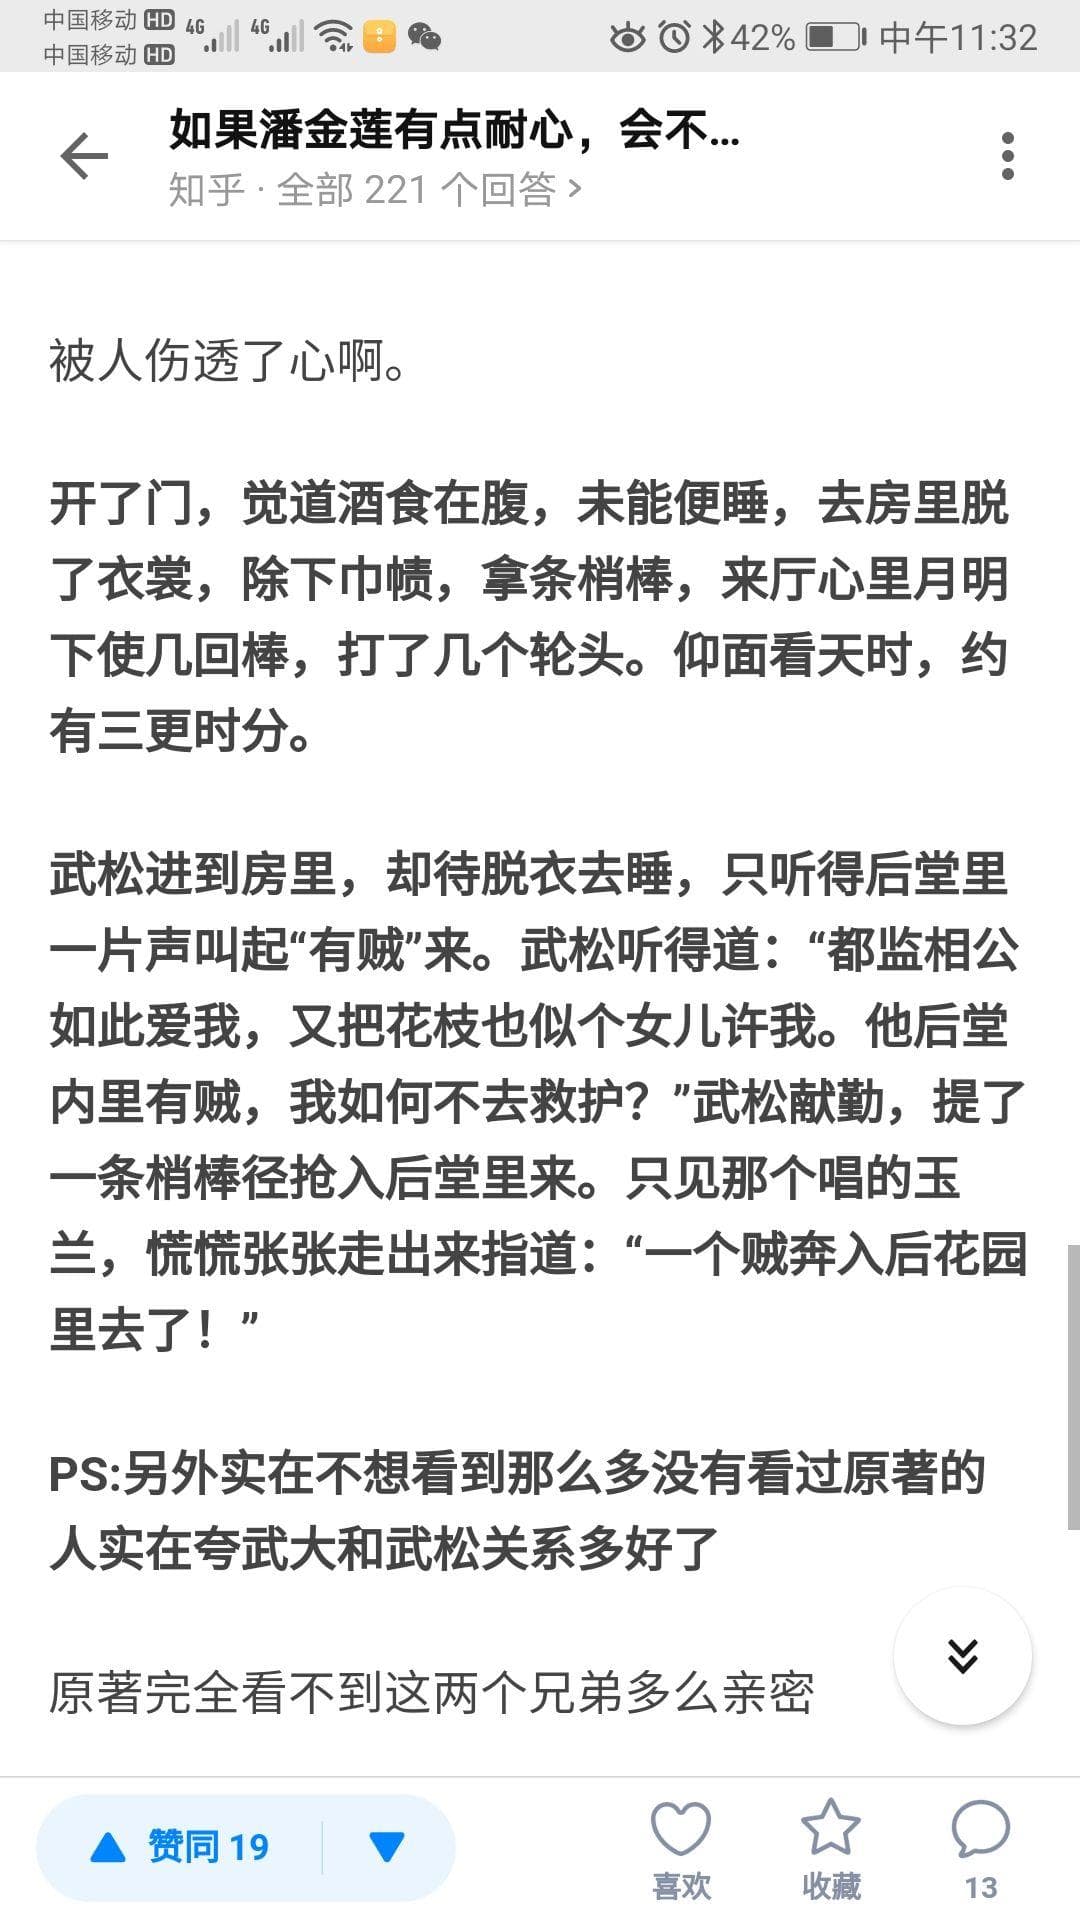 中国移动 HD 4G 4G 42% 中午11:32
中国移动 HD
如果潘金莲有点耐心，会不...
知乎 · 全部 221 个回答 >
被人伤透了心啊。
开了门，觉道酒食在腹，未能便睡，去房里脱
了衣裳，除下巾帻，拿条梢棒，来厅心里月明
下使几回棒，打了几个轮头。仰面看天时，约
有三更时分。
武松进到房里，却待脱衣去睡，只听得后堂里
一片声叫起“有贼”来。武松听得道：“都监相公
如此爱我，又把花枝也似个女儿许我。他后堂
内里有贼，我如何不去救护？”武松献勤，提了
一条梢棒径抢入后堂里来。只见那个唱的玉
兰，慌慌张张走出来指道：“一个贼奔入后花园
里去了！”
PS:另外实在不想看到那么多没有看过原著的
人实在夸武大和武松关系多好了
原著完全看不到这两个兄弟多么亲密
赞同 19
喜欢 收藏 13